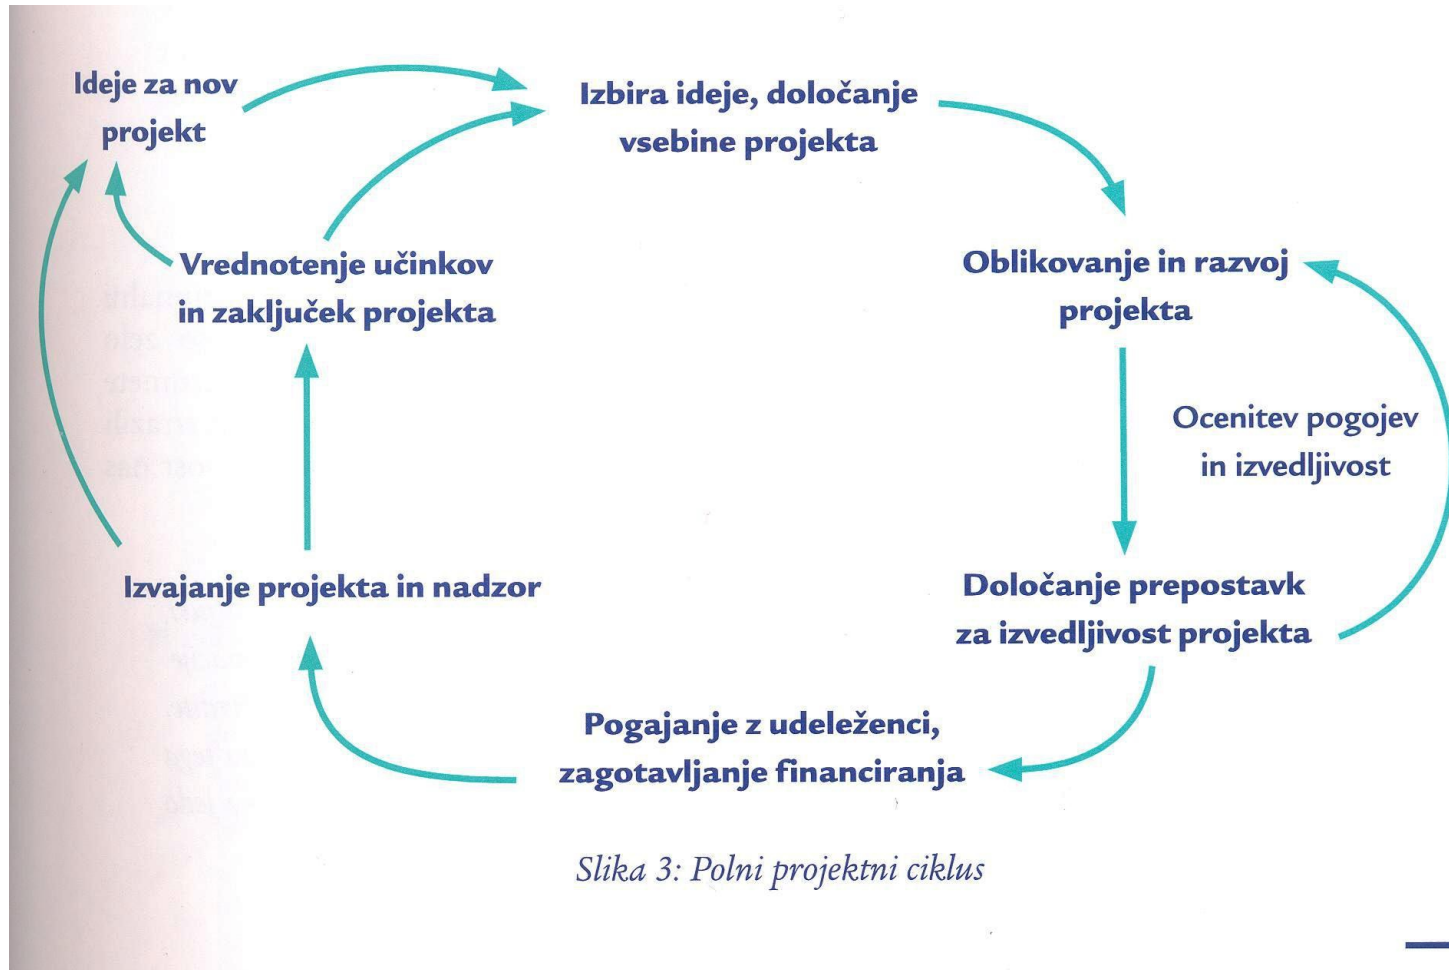 Ideje za nov
projekt
Izbira ideje, določanje
vsebine projekta
Vrednotenje učinkov
in zaključek projekta
Oblikovanje in razvoj
projekta
Ocenitev pogojev
in izvedljivost
Izvajanje projekta in nadzor
Določanje prepostavk
za izvedljivost projekta
Pogajanje z udeleženci,
zagotavljanje financiranja
Slika 3: Polni projektni ciklus